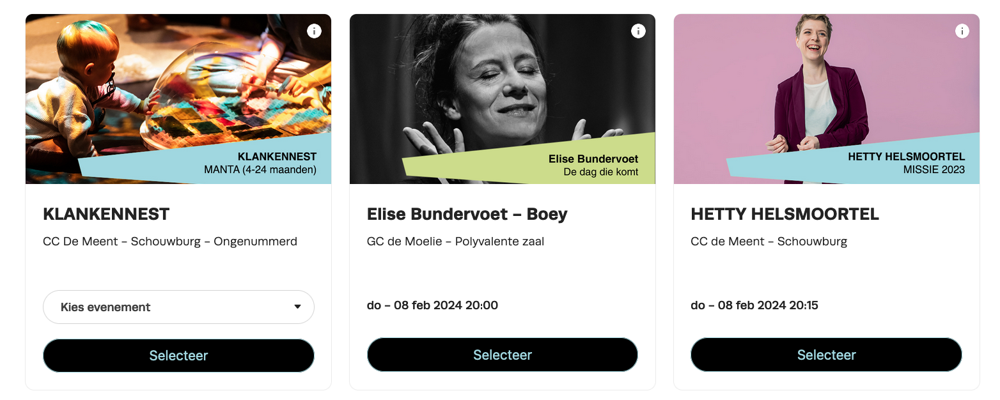 KLANKENNEST
MANTA (4-24 maanden)
KLANKENNEST
CC De Meent – Schouwburg – Ongenummerd
Kies evenement
Selecteer
Elise Bundervoet
De dag die komt
Elise Bundervoet – Boey
GC de Moelie – Polyvalente zaal
do – 08 feb 2024 20:00
Selecteer
HETTY HELSMOORTEL
MISSIE 2023
HETTY HELSMOORTEL
CC de Meent – Schouwburg
do – 08 feb 2024 20:15
Selecteer